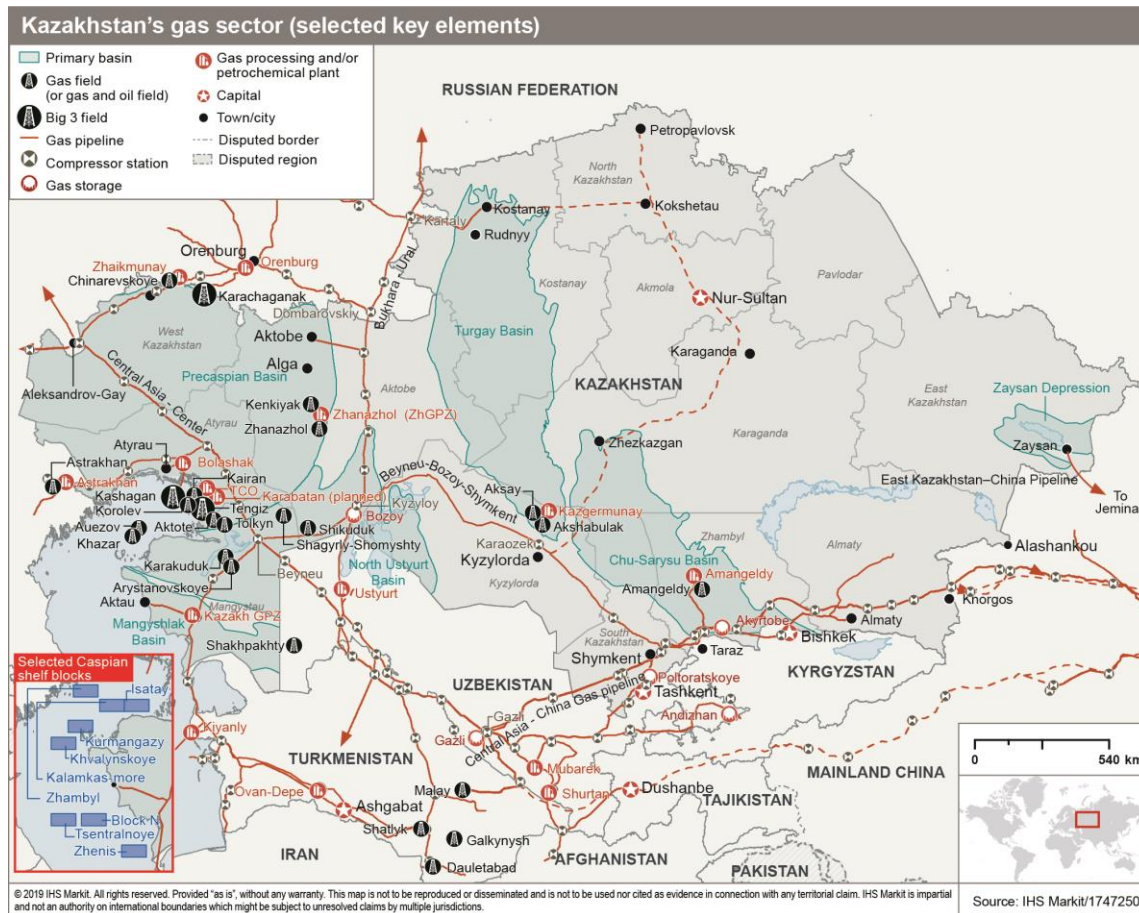 Kazakhstan's gas sector (selected key elements)
Primary basin
Gas field
(or gas and oil field)
Big 3 field
Gas pipeline
Compressor station
Gas storage
Gas processing and/or
petrochemical plant
Capital
Town/city
Disputed border
Disputed region
RUSSIAN FEDERATION
Petropavlovsk
North
Kazakhstan
Kartaly
Kostanay
Kokshetau
Rudnyy
Orenburg
Orenburg
Zhaikmunay
Chinarevskoye
Karachaganak
Dombarovskiy
Bukhara - Ural
Kostanay
Akmola
Pavlodar
Nur-Sultan
West
Kazakhstan
Aktobe
Turgay Basin
Alga
Precaspian Basin
Karaganda
Aktobe
KAZAKHSTAN
East
Kazakhstan
Zaysan Depression
Aleksandrov-Gay
Central Asia - Center
Kenkiyak
Zhanazhol (ZhGPZ)
Zhanazhol
Atyrau
Zhezkazgan
Karaganda
Zaysan
Atyrau
Astrakhan
Bolashak
Beyneu-Bozoy-Shymkent
East Kazakhstan–China Pipeline
Astrakhan
Kairan
TCO
Kashagan
Karabatan (planned)
Aksay
Kazgermunay
To
Jeminay
Korolev
Tengiz
Kyzyloy
Auezov
Aktote
Tolkyn
Bozoy
Akshabulak
Khazar
Shikuduk
Shagyrly-Shomyshty
Karaozek
Zhambyl
Almaty
Alashankou
Karakuduk
North Ustyurt
Basin
Kyzylorda
Chu-Sarysu Basin
Arystanovskoye
Beyneu
Kyzylorda
Amangeldy
Amangeldy
Aktau
Mangystau
Ustyurt
Khorgos
Mangyshlak
Basin
Kazakh GPZ
Akyrtobe
Almaty
South
Kazakhstan
Bishkek
Shakhpakhty
Shymkent
Taraz
KYRGYZSTAN
Selected Caspian
shelf blocks
Isatay
Kurmangazy
Khvalynskoye
Kalamkas-more
Zhambyl
Block N
Tsentralnoye
Zhenis
UZBEKISTAN
Poltoratskoye
Tashkent
Gazli
Central Asia - China Gas pipeline
Andizhan
Kiyanly
Gazli
TURKMENISTAN
Mubarek
MAINLAND CHINA
Ovan-Depe
Malay
Shurtan
Dushanbe
Ashgabat
TAJIKISTAN
Shatlyk
Galkynysh
IRAN
AFGHANISTAN
Dauletabad
PAKISTAN
0 540 km
© 2019 IHS Markit. All rights reserved. Provided "as is", without any warranty. This map is not to be reproduced or disseminated and is not to be used nor cited as evidence in connection with any territorial claim. IHS Markit is impartial
and not an authority on international boundaries which might be subject to unresolved claims by multiple jurisdictions.
Source: IHS Markit/1747250